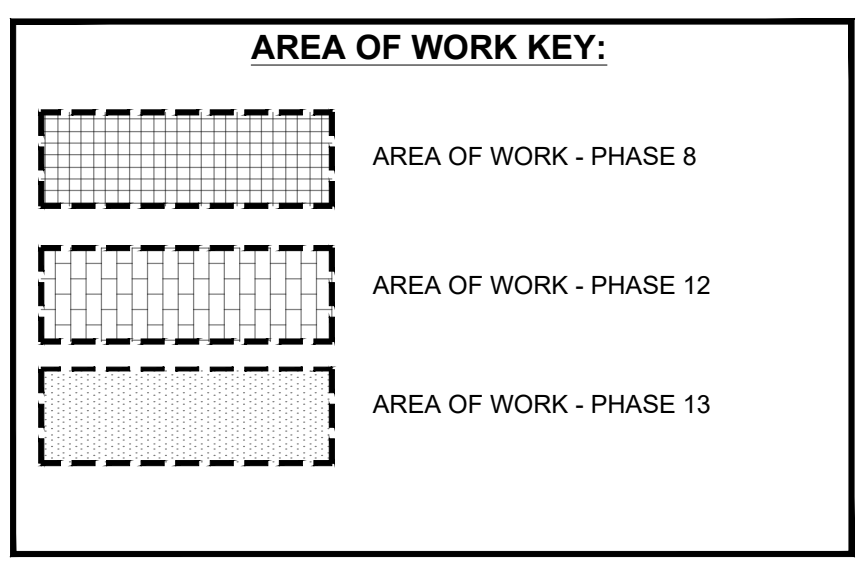 AREA OF WORK KEY:
AREA OF WORK - PHASE 8
AREA OF WORK - PHASE 12
AREA OF WORK - PHASE 13